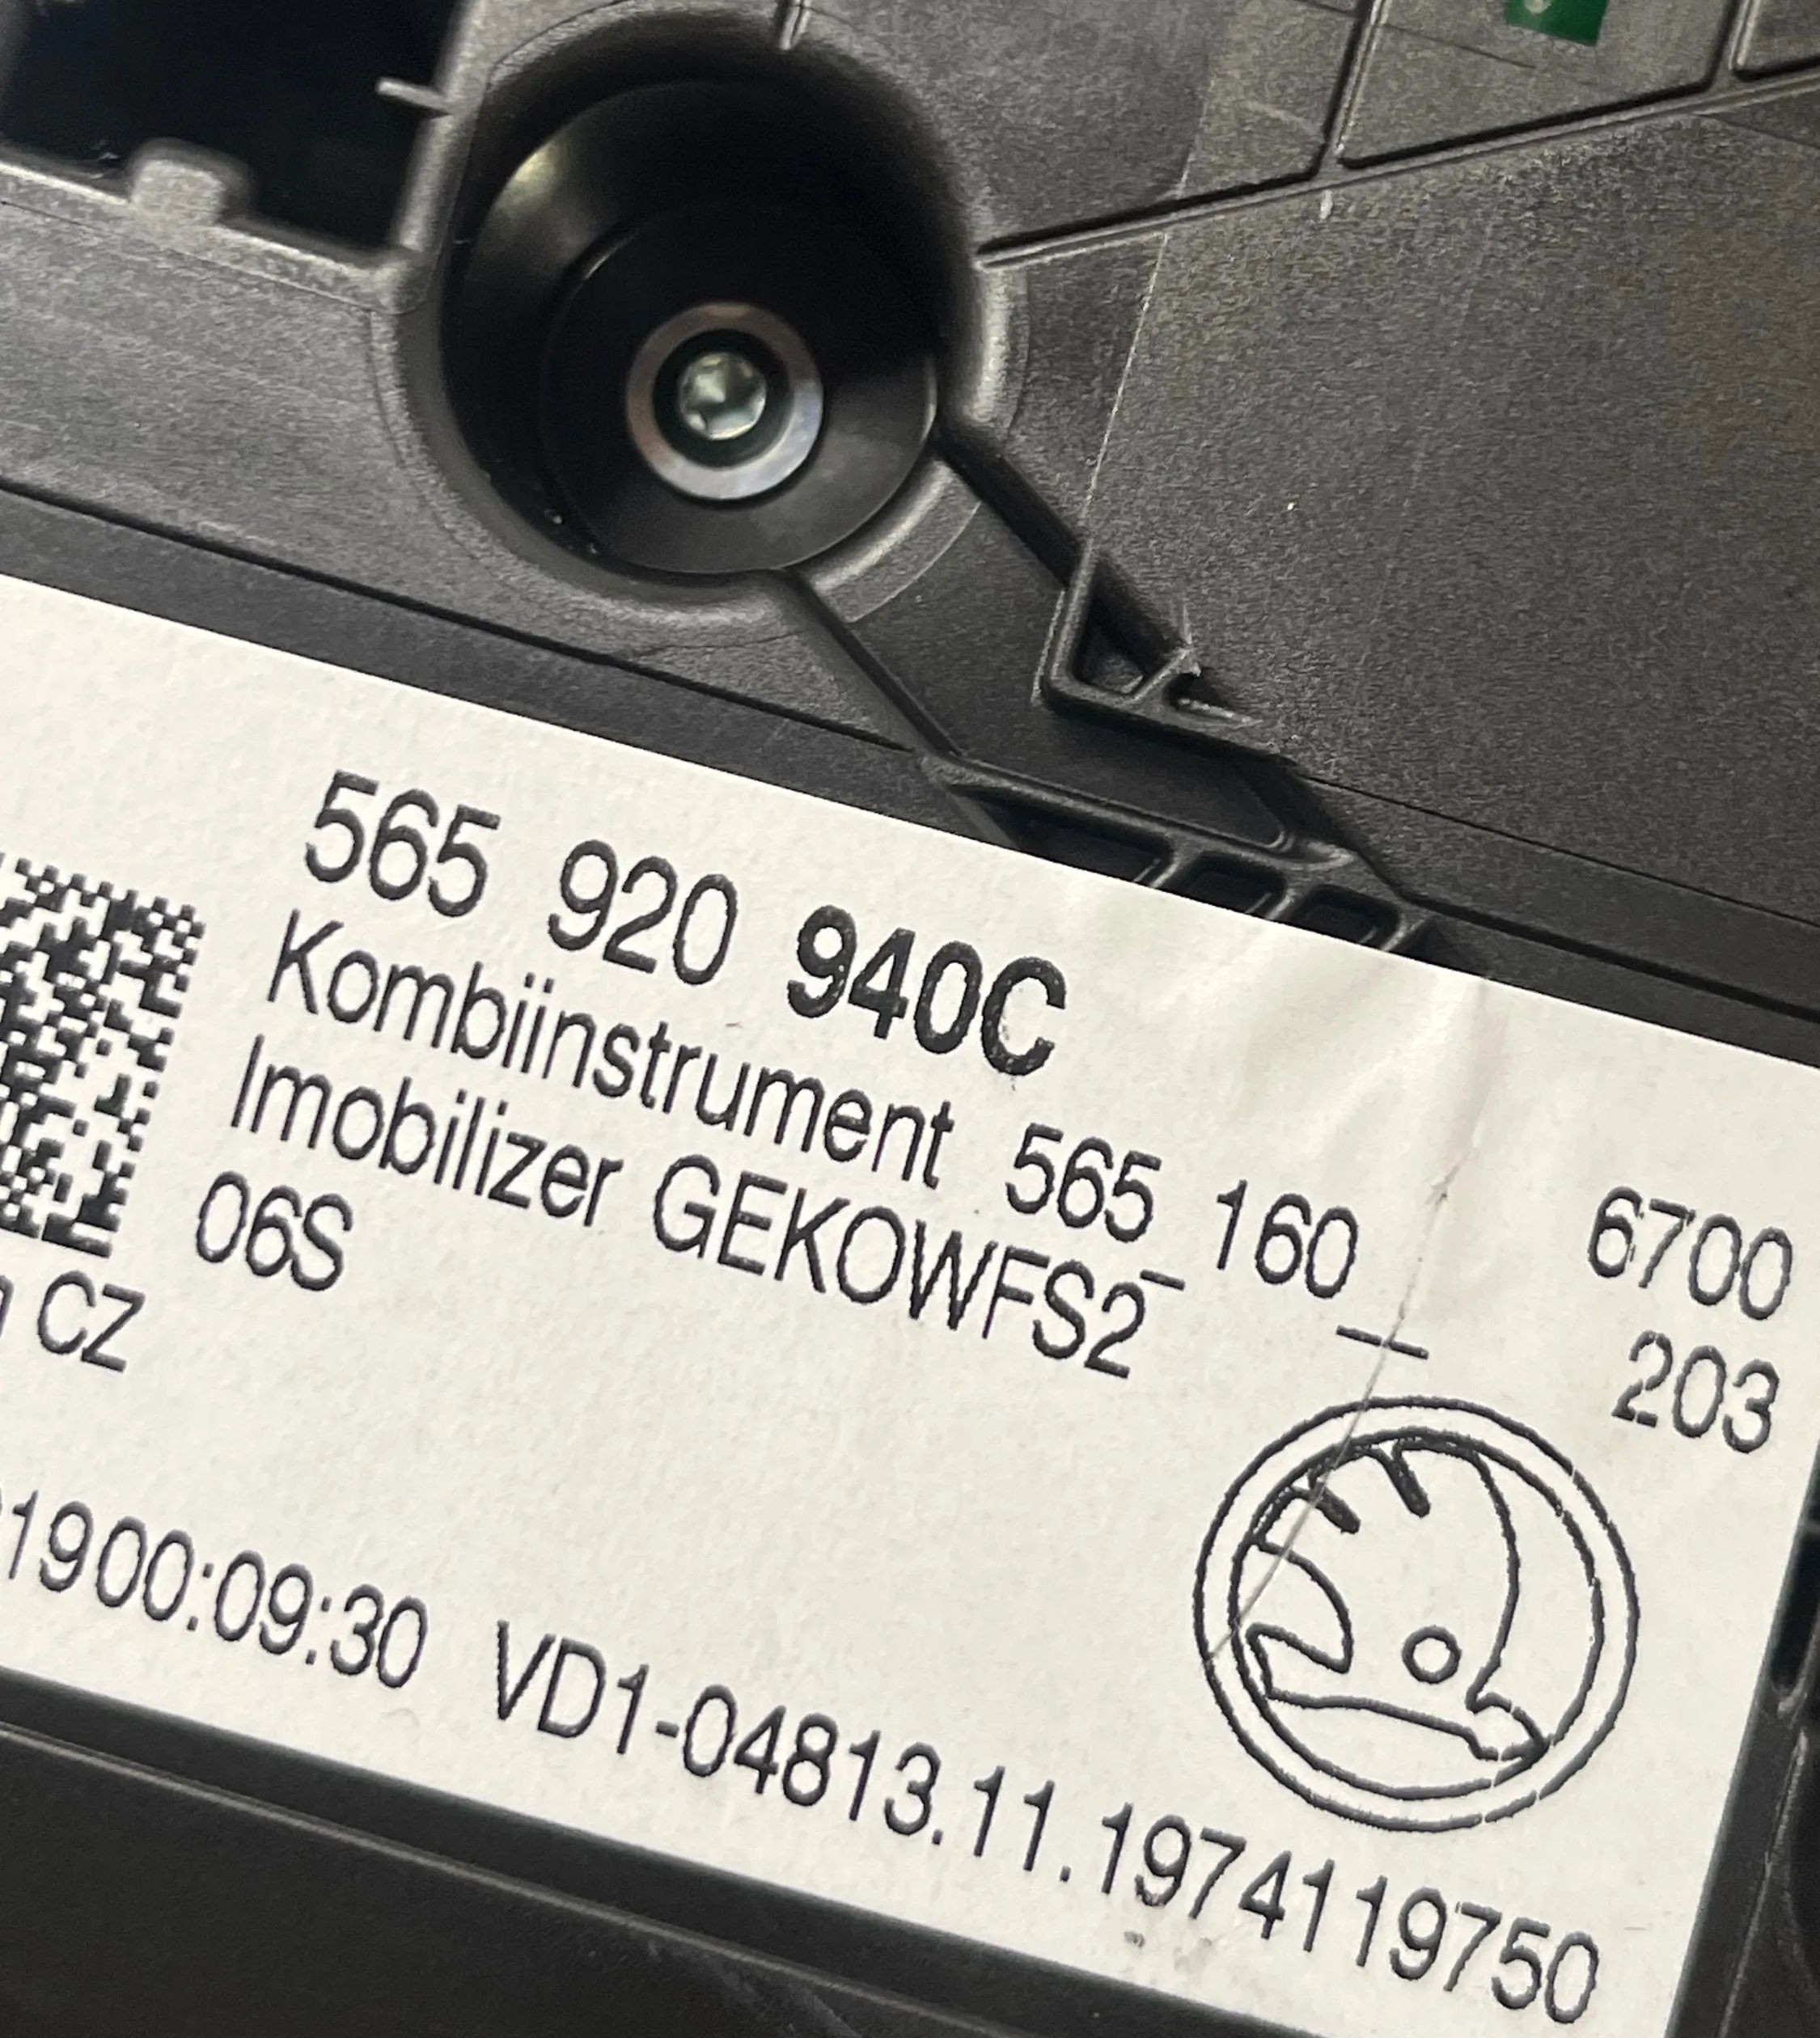 565 920 940C
Kombiinstrument 565 160 6700
Imobilizer GEKOWFS2 _ __ 203
06S
CZ
1900:09:30 VD1-04813.11.1974119750